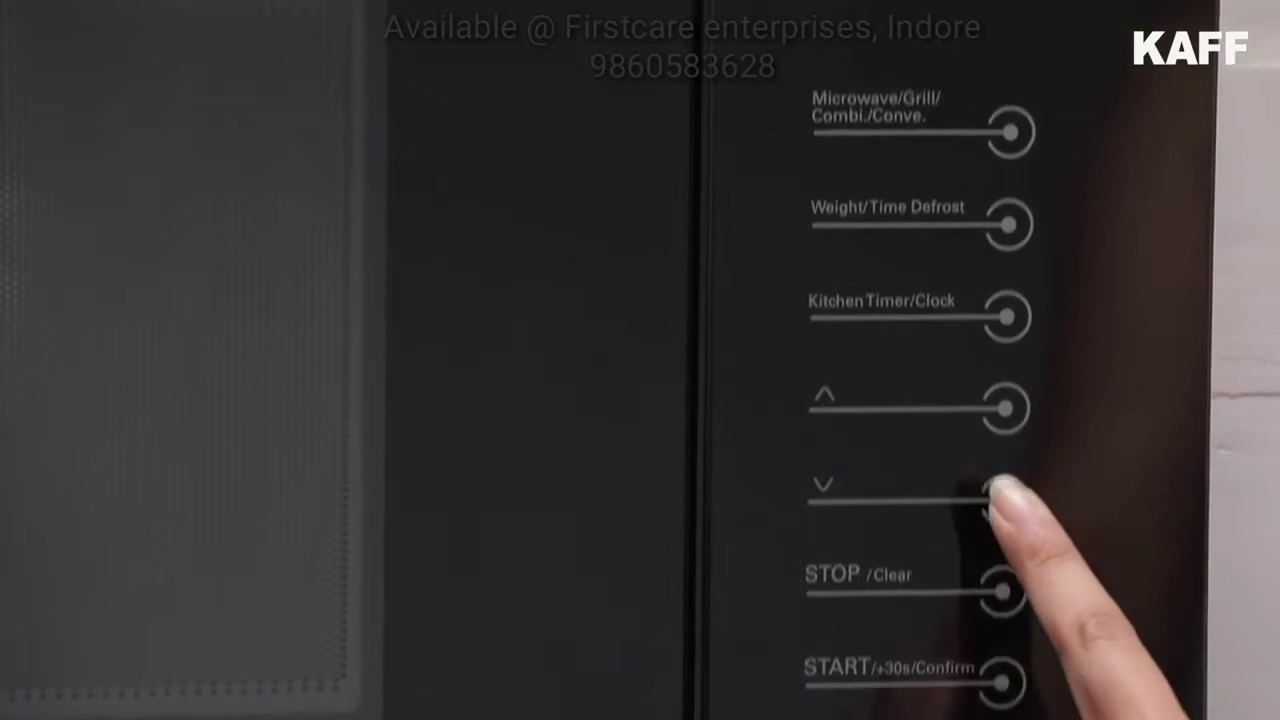 Available @ Firstcare enterprises, Indore
9860583628
KAFF
Microwave/Grill/
Combi./Conve.
Weight/Time Defrost
Kitchen Timer/Clock
STOP /Clear
START/+30s/Confirm